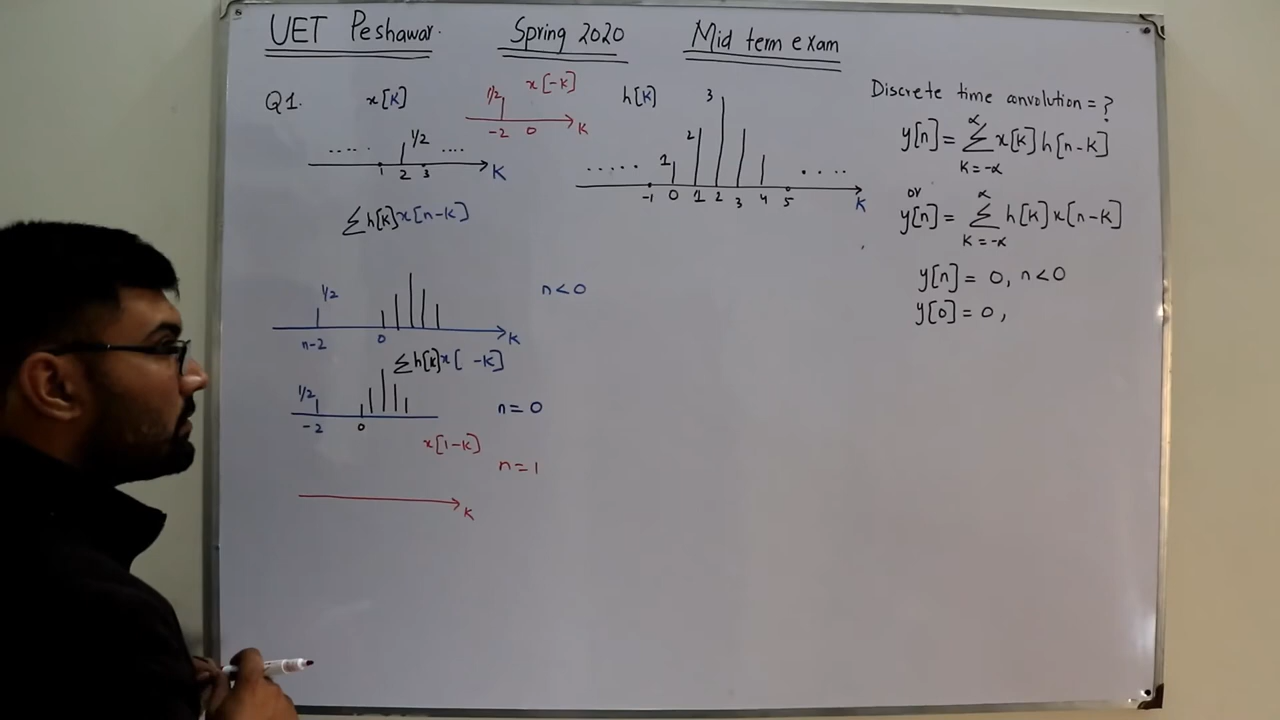 UET Peshawar. Spring 2020 Mid term exam
Q1. x[K]
1/2
..... ....
1 2 3 K
1/2 x[-K]
-2 0 K
h[K]
3
2
1
..... ....
-1 0 1 2 3 4 5 K
Discrete time convolution = ?
y[n] = ∑ x[k] h[n-k]
K = -∝ ∝
or
y[n] = ∑ h[k] x[n-k]
K = -∝ ∝
y[n] = 0, n<0
y[0] = 0,
∑h[k]x[n-k]
1/2 n<0
n-2 0 K
∑h[k]x[ -k]
1/2 n = 0
-2 0
x[1-k]
n=1
K